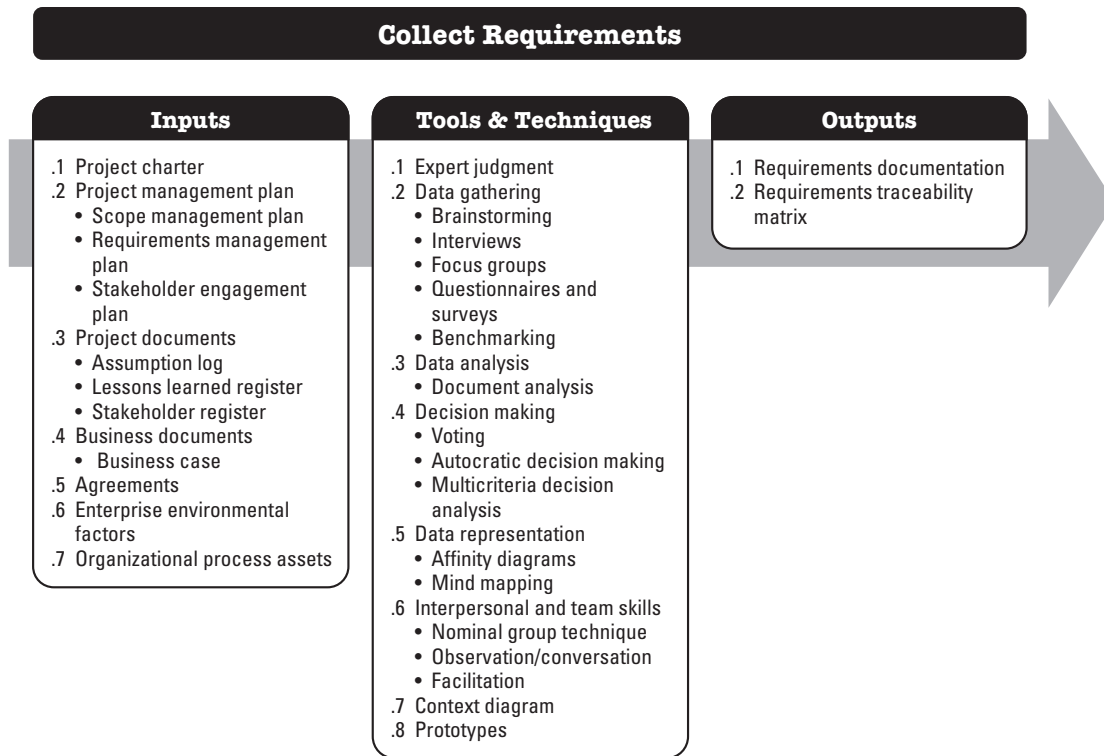 Collect Requirements
Inputs
.1 Project charter
.2 Project management plan
• Scope management plan
• Requirements management
plan
• Stakeholder engagement
plan
.3 Project documents
• Assumption log
• Lessons learned register
• Stakeholder register
.4 Business documents
• Business case
.5 Agreements
.6 Enterprise environmental
factors
.7 Organizational process assets
Tools & Techniques
.1 Expert judgment
.2 Data gathering
• Brainstorming
• Interviews
• Focus groups
• Questionnaires and
surveys
• Benchmarking
.3 Data analysis
• Document analysis
.4 Decision making
• Voting
• Autocratic decision making
• Multicriteria decision
analysis
.5 Data representation
• Affinity diagrams
• Mind mapping
.6 Interpersonal and team skills
• Nominal group technique
• Observation/conversation
• Facilitation
.7 Context diagram
.8 Prototypes
Outputs
.1 Requirements documentation
.2 Requirements traceability
matrix